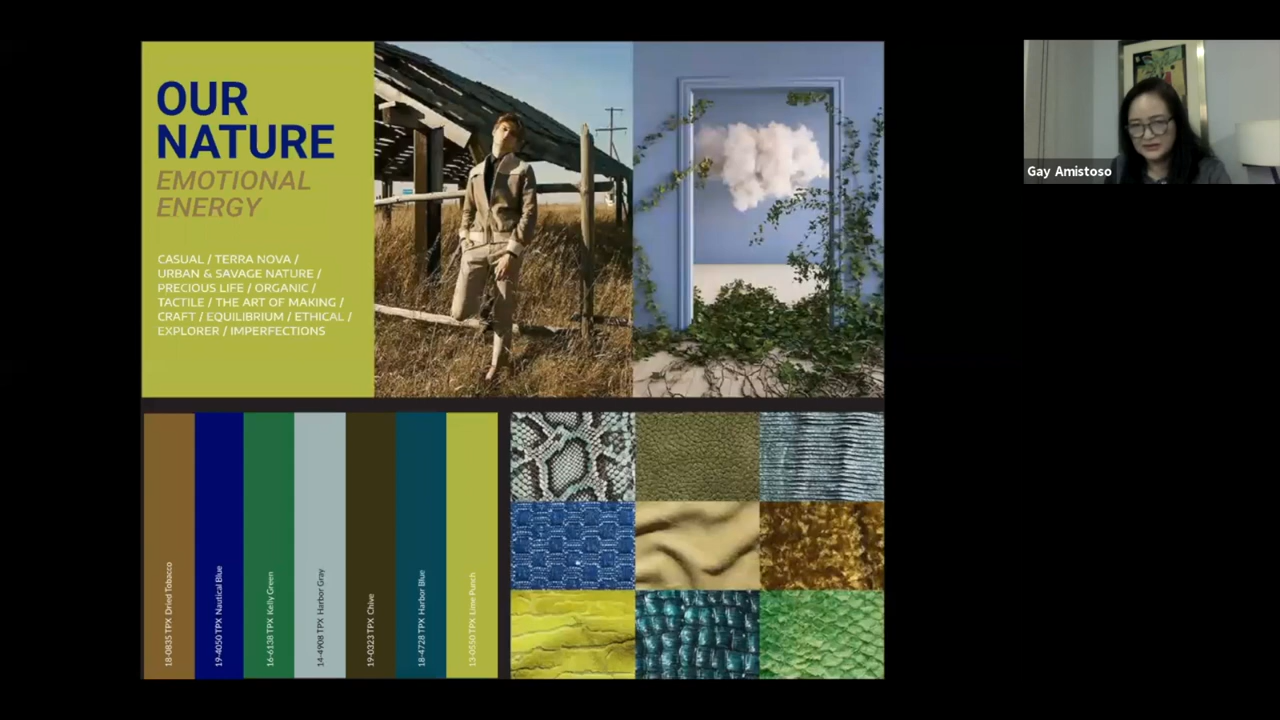 OUR
NATURE
EMOTIONAL
ENERGY
CASUAL / TERRA NOVA /
URBAN & SAVAGE NATURE /
PRECIOUS LIFE / ORGANIC /
TACTILE / THE ART OF MAKING /
CRAFT / EQUILIBRIUM / ETHICAL /
EXPLORER / IMPERFECTIONS
18-0835 TPX Dried Tobacco
19-4050 TPX Nautical Blue
16-6138 TPX Kelly Green
14-4908 TPX Harbor Gray
19-0323 TPX Chive
18-4728 TPX Harbor Blue
13-0550 TPX Lime Punch
Gay Amistoso